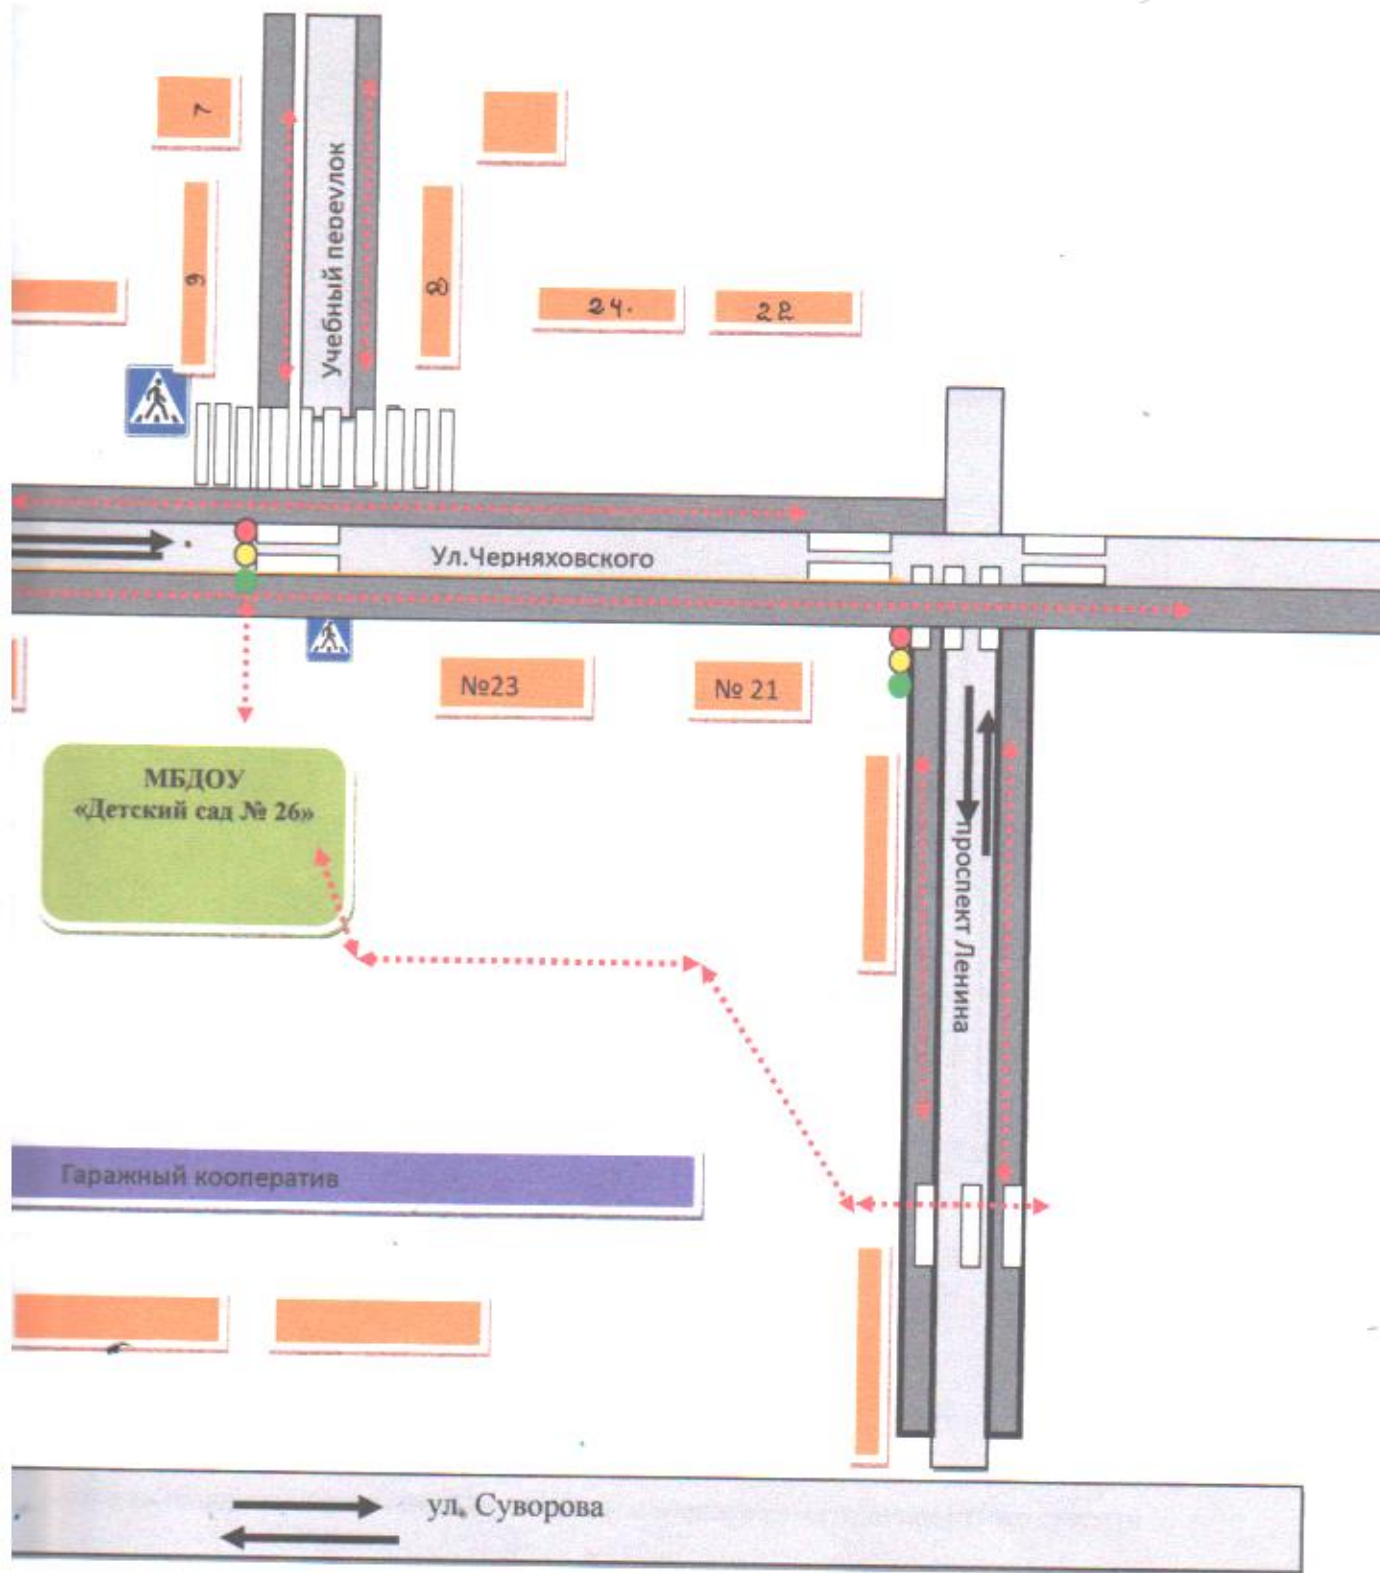 7
Учебный переулок
9
8
24.
22
Ул.Черняховского
№23
№ 21
МБДОУ
«Детский сад № 26»
проспект Ленина
Гаражный кооператив
ул. Суворова